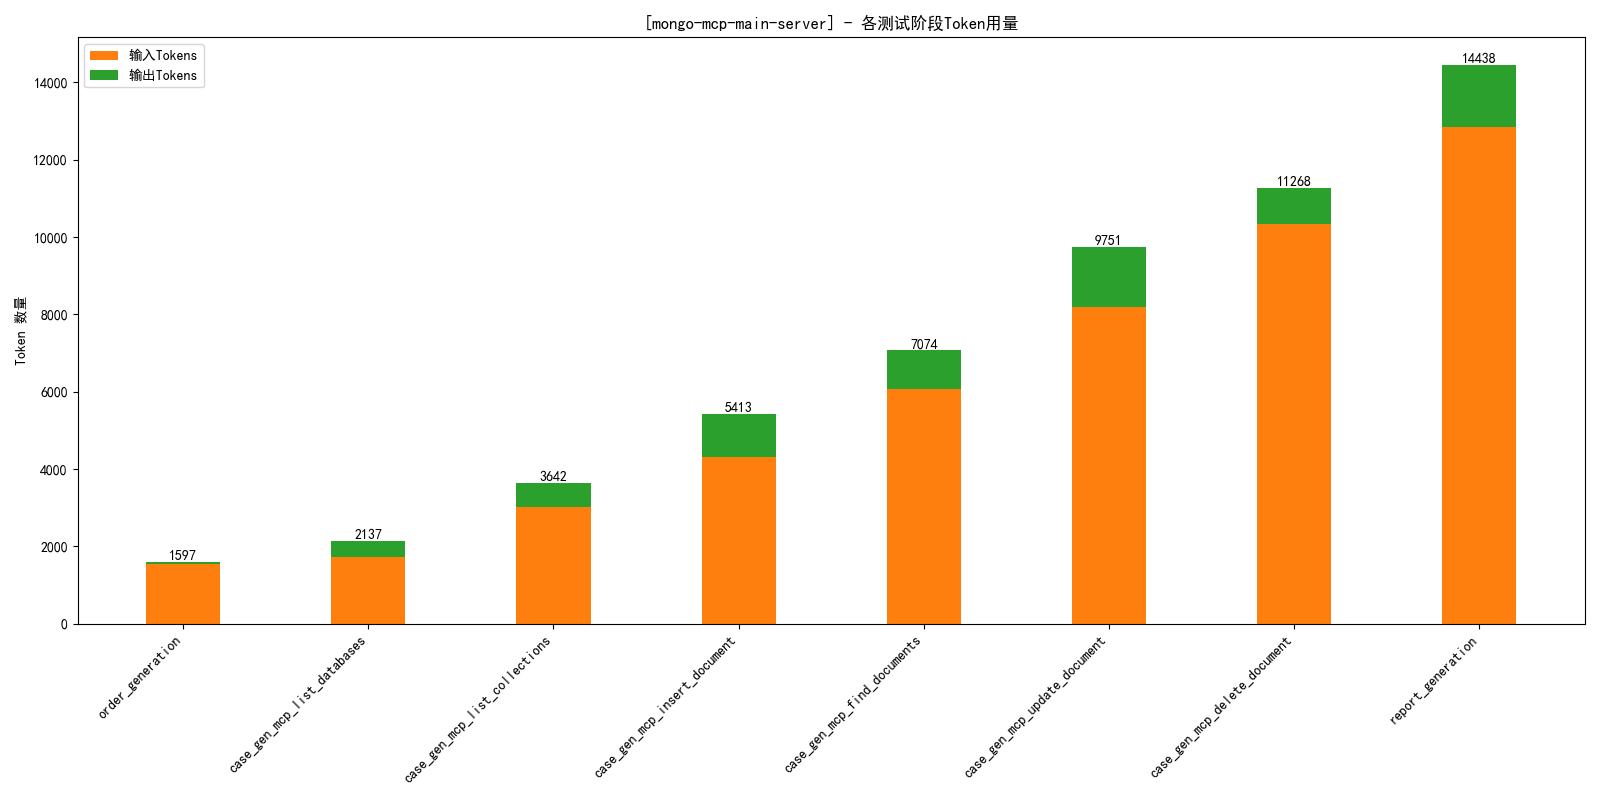 [mongo-mcp-main-server] - 各测试阶段Token用量
输入Tokens
输出Tokens
Token 数量
14000
12000
10000
8000
6000
4000
2000
0
1597
2137
3642
5413
7074
9751
11268
14438
order_generation
case_gen_mcp_list_databases
case_gen_mcp_list_collections
case_gen_mcp_insert_document
case_gen_mcp_find_documents
case_gen_mcp_update_document
case_gen_mcp_delete_document
report_generation